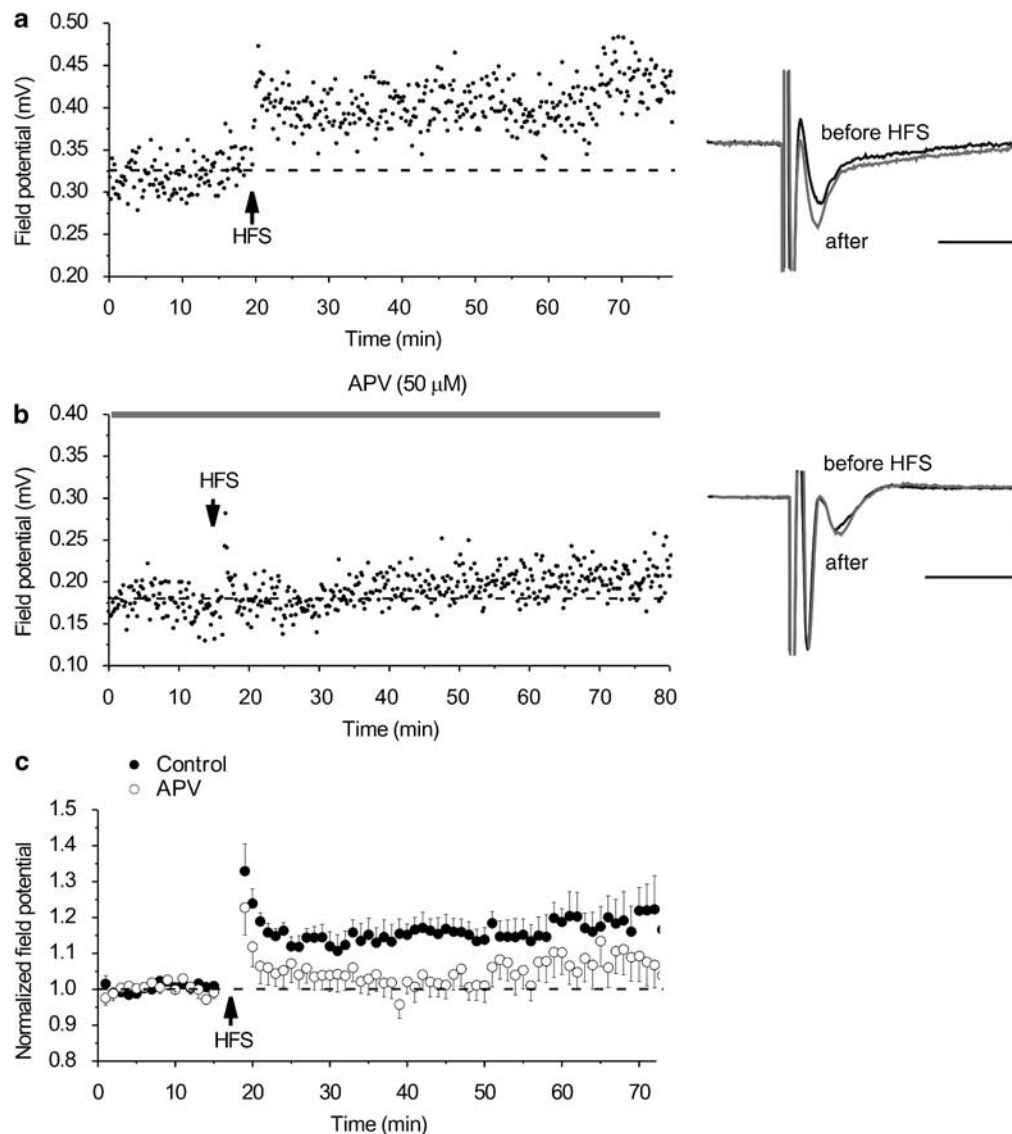 a
Field potential (mV)
0.50
0.45
0.40
0.35
0.30
0.25
0.20
HFS
0 10 20 30 40 50 60 70
Time (min)
before HFS
after
APV (50 µM)
b
Field potential (mV)
0.40
0.35
0.30
0.25
0.20
0.15
0.10
HFS
0 10 20 30 40 50 60 70 80
Time (min)
before HFS
after
c
Control
APV
Normalized field potential
1.5
1.4
1.3
1.2
1.1
1.0
0.9
0.8
HFS
0 10 20 30 40 50 60 70
Time (min)